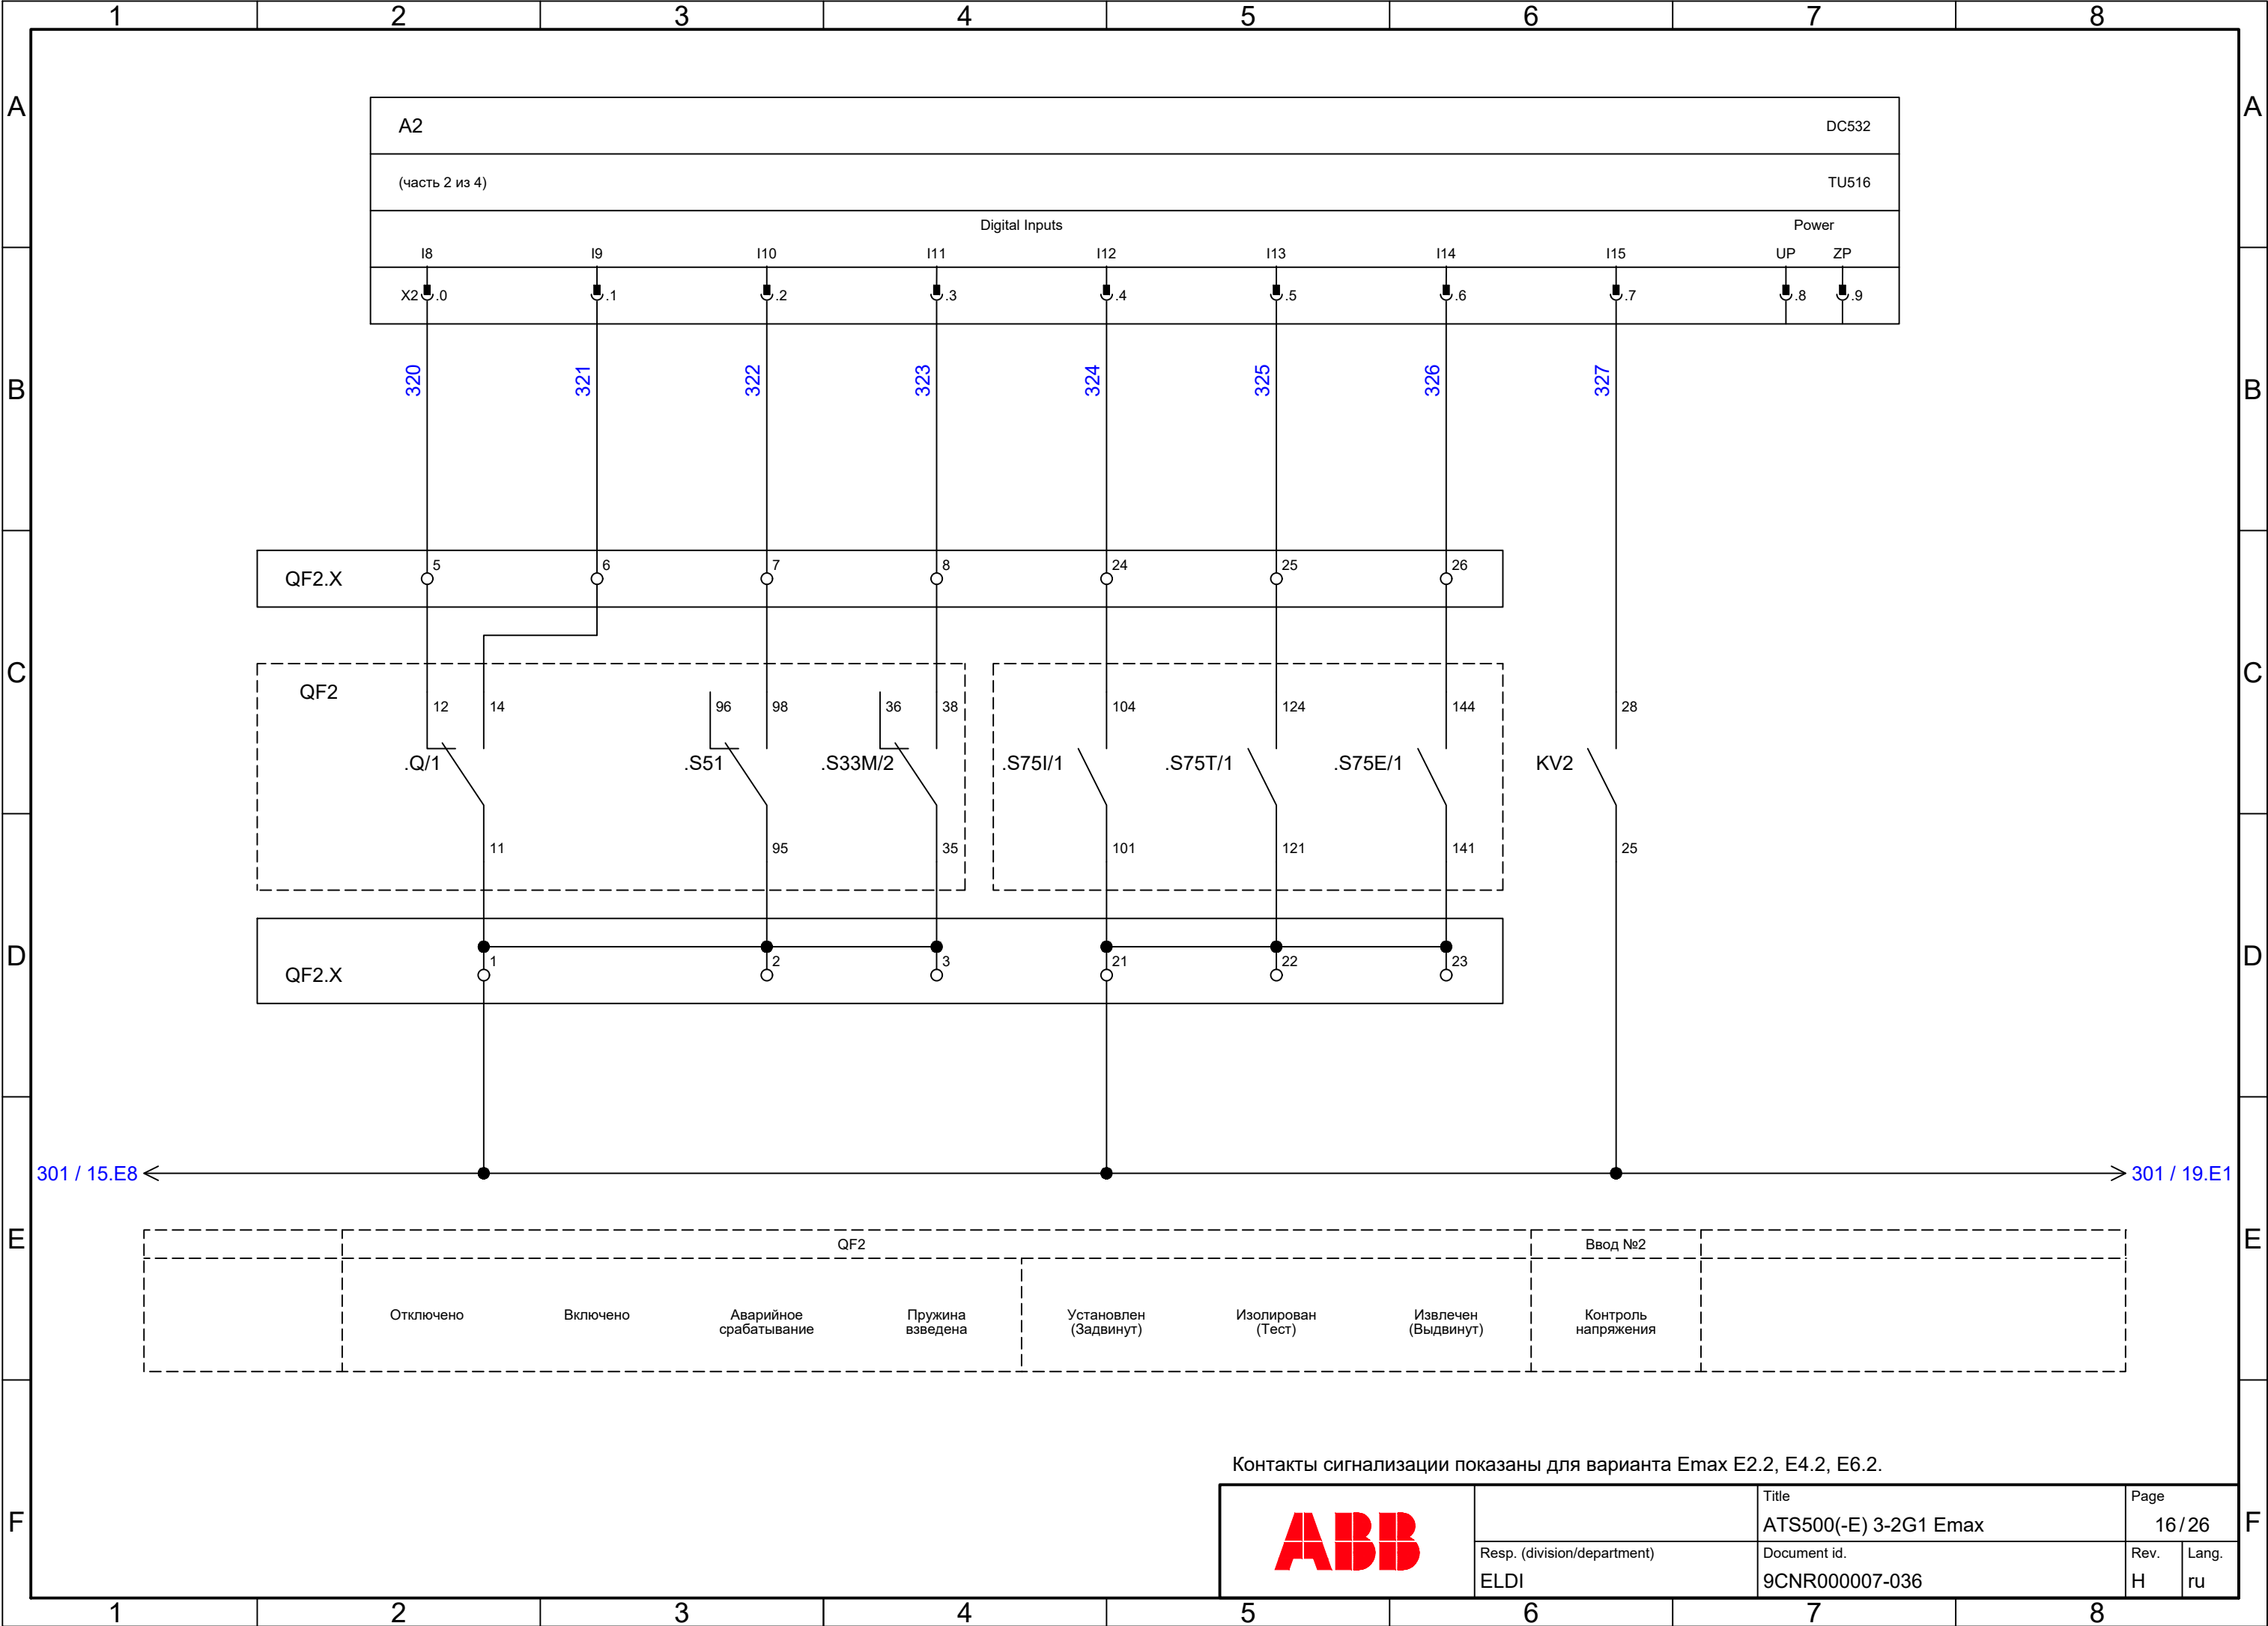 1 2 3 4 5 6 7 8
A A
A2 DC532
(часть 2 из 4) TU516
Digital Inputs Power
I8 I9 I10 I11 I12 I13 I14 I15 UP ZP
X2 .0 .1 .2 .3 .4 .5 .6 .7 .8 .9
320 321 322 323 324 325 326 327
B B
QF2.X 5 6 7 8 24 25 26
C C
QF2
12 14 96 98 36 38 104 124 144 28
.Q/1 .S51 .S33M/2 .S75I/1 .S75T/1 .S75E/1 KV2
11 95 35 101 121 141 25
D D
QF2.X 1 2 3 21 22 23
301 / 15.E8 301 / 19.E1
E E
QF2 Ввод №2
Отключено
Включено
Аварийное
срабатывание
Пружина
взведена
Установлен
(Задвинут)
Изолирован
(Тест)
Извлечен
(Выдвинут)
Контроль
напряжения
Контакты сигнализации показаны для варианта Emax E2.2, E4.2, E6.2.
F F
ABB
Title
ATS500(-E) 3-2G1 Emax
Page
16 / 26
Resp. (division/department)
ELDI
Document id.
9CNR000007-036
Rev.
H
Lang.
ru
1 2 3 4 5 6 7 8